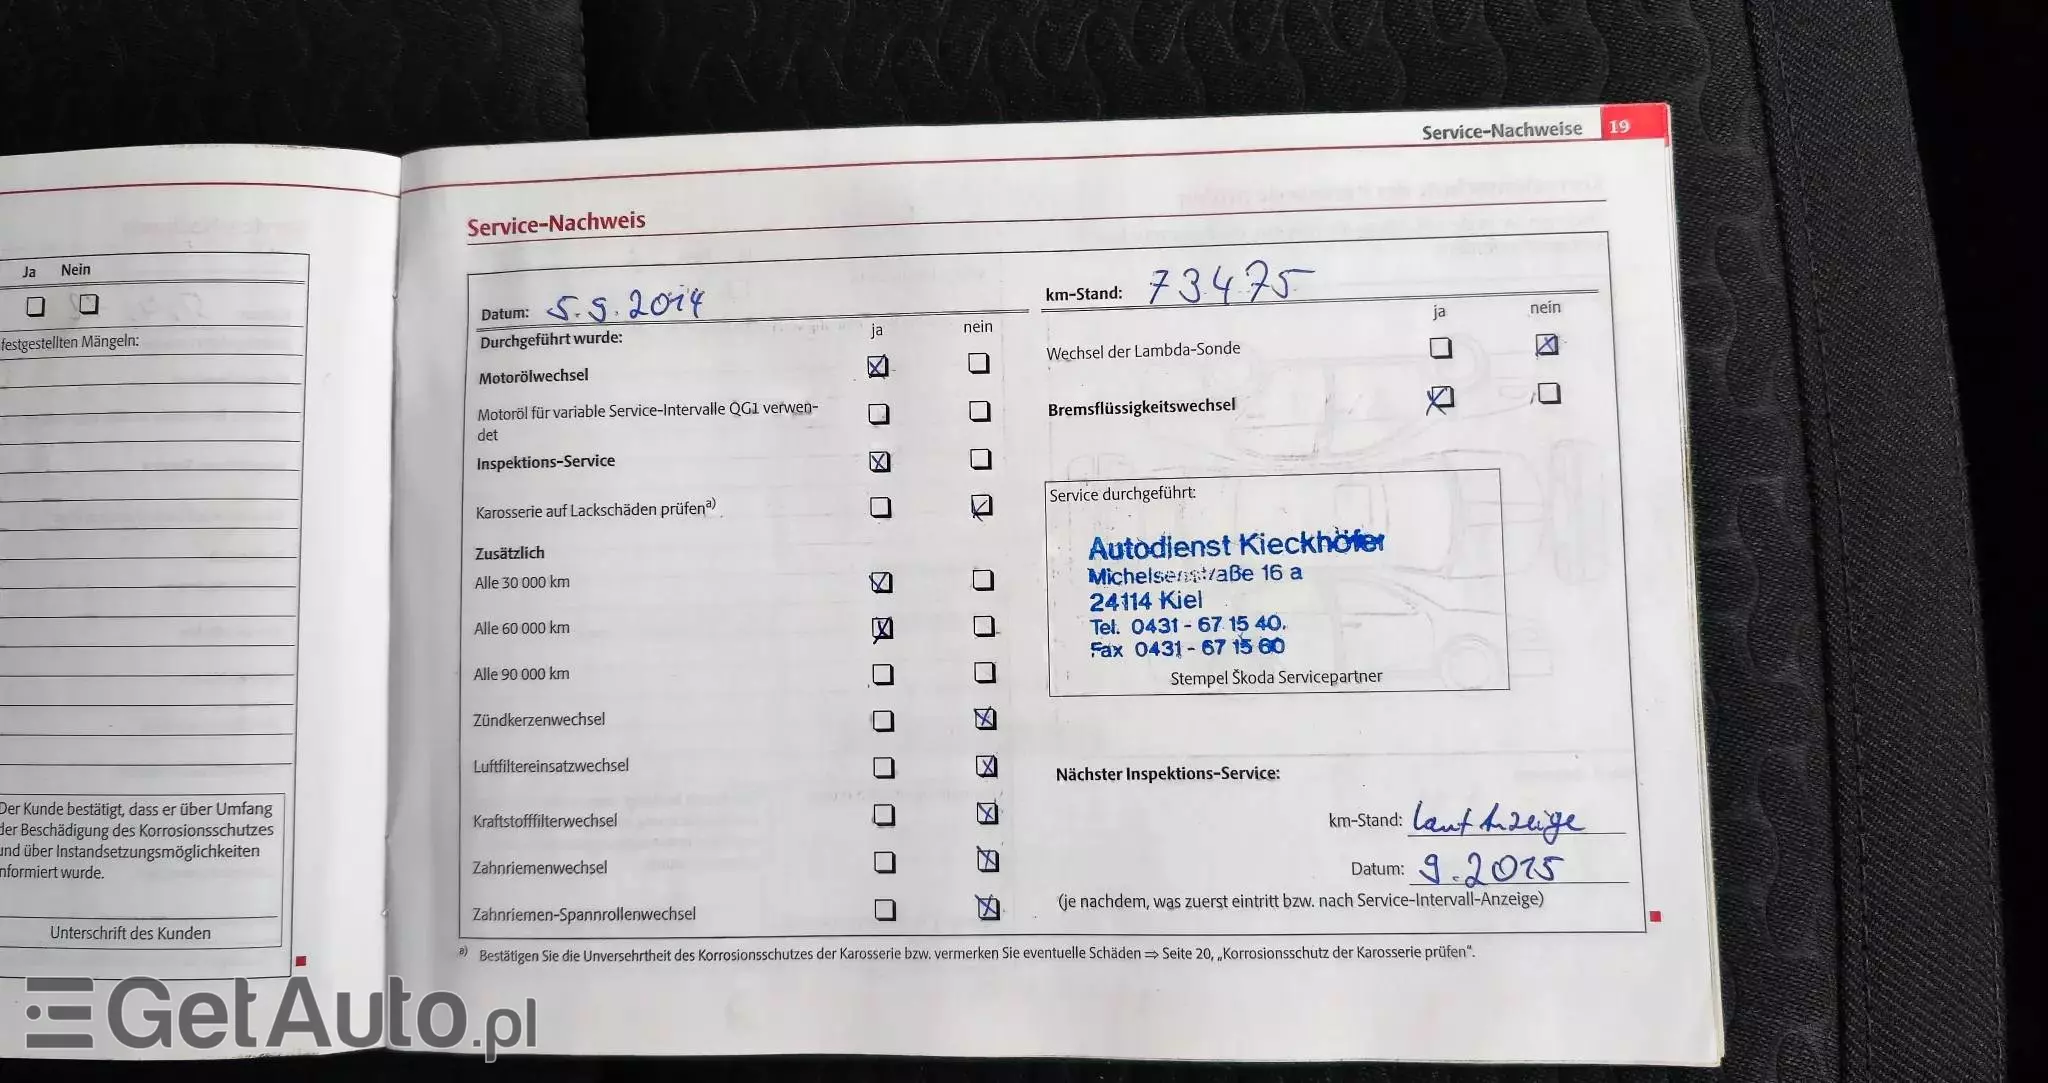 Service-Nachweise 19
Ja Nein
festgestellten Mängeln:
Der Kunde bestätigt, dass er über Umfang
der Beschädigung des Korrosionsschutzes
und über Instandsetzungsmöglichkeiten
informiert wurde.
Unterschrift des Kunden
Service-Nachweis
Datum: 5.9.2014
Durchgeführt wurde: ja nein
Motorölwechsel
Motoröl für variable Service-Intervalle QG1 verwen-
det
Inspektions-Service
Karosserie auf Lackschäden prüfen a)
Zusätzlich
Alle 30 000 km
Alle 60 000 km
Alle 90 000 km
Zündkerzenwechsel
Luftfiltereinsatzwechsel
Kraftstofffilterwechsel
Zahnriemenwechsel
Zahnriemen-Spannrollenwechsel
km-Stand: 73475
ja nein
Wechsel der Lambda-Sonde
Bremsflüssigkeitswechsel
Service durchgeführt:
Autodienst Kieckhöfer
Michelsenstraße 16 a
24114 Kiel
Tel. 0431 - 67 15 40.
Fax 0431 - 67 15 60
Stempel Škoda Servicepartner
Nächster Inspektions-Service:
km-Stand: laut Anzeige
Datum: 9.2015
(je nachdem, was zuerst eintritt bzw. nach Service-Intervall-Anzeige)
a) Bestätigen Sie die Unversehrtheit des Korrosionsschutzes der Karosserie bzw. vermerken Sie eventuelle Schäden ⇒ Seite 20, „Korrosionsschutz der Karosserie prüfen“.
GetAuto.pl